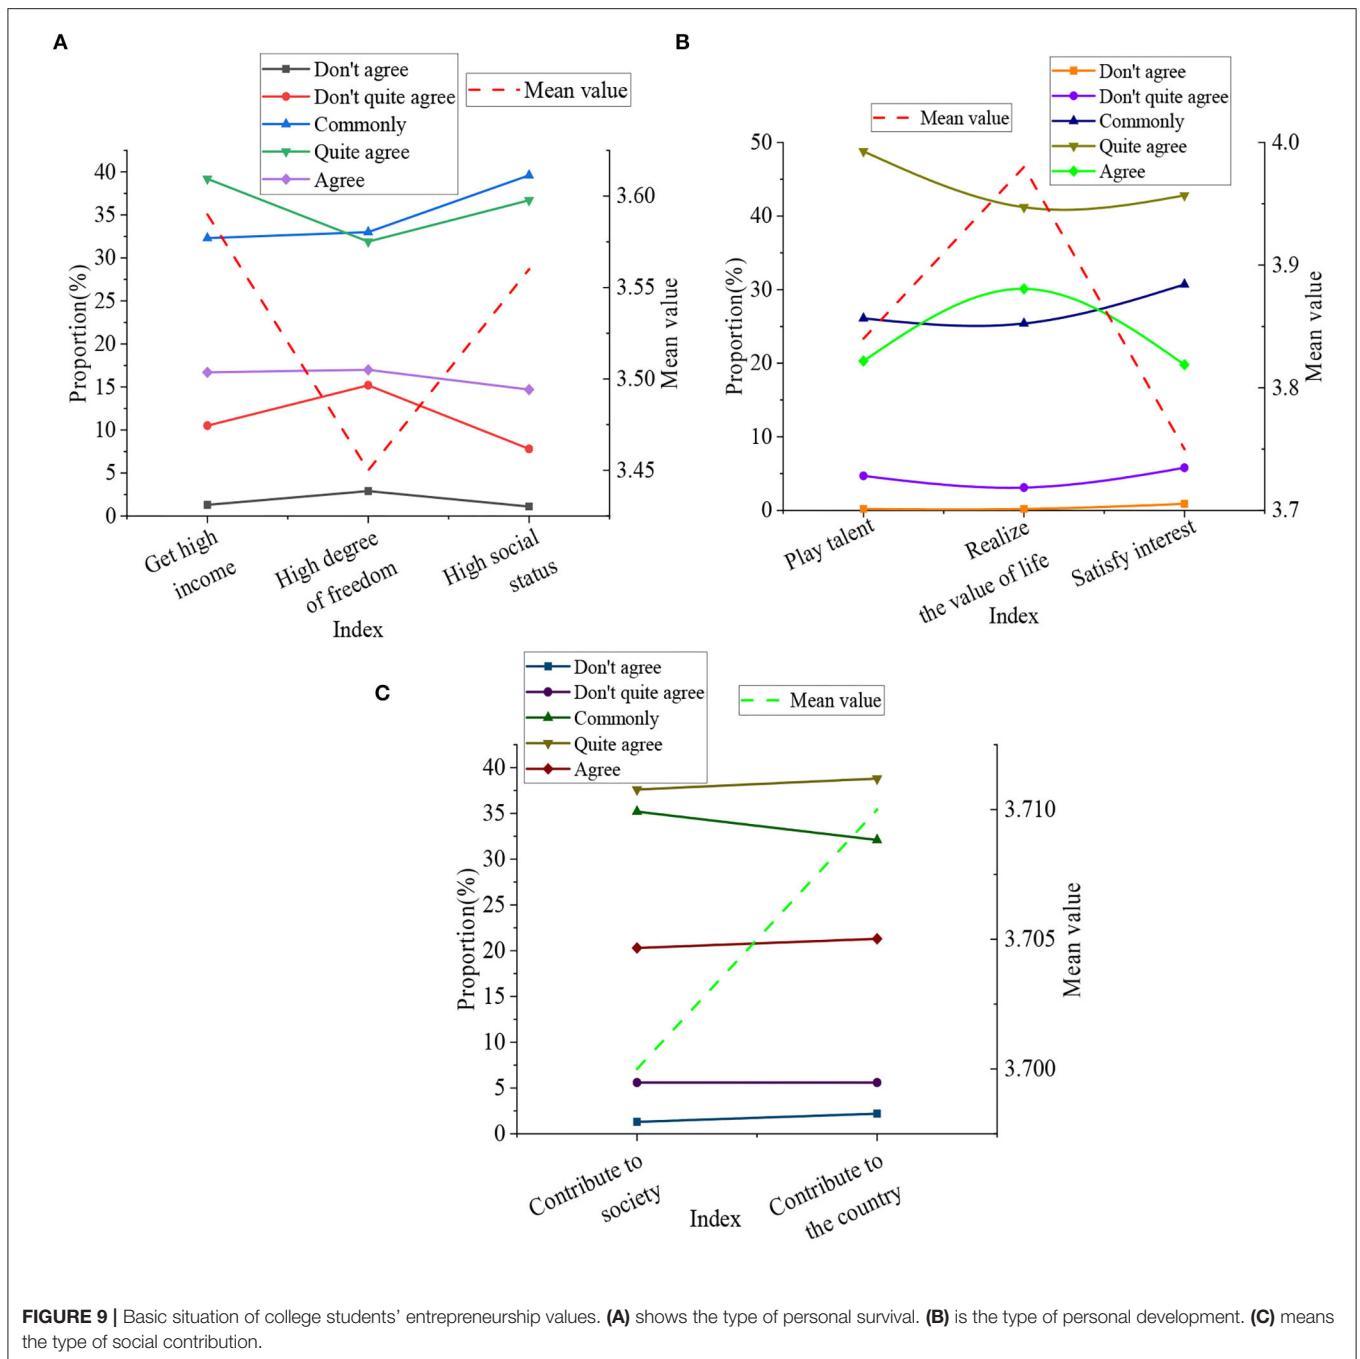 A
Don't agree
Don't quite agree
Commonly
Quite agree
Agree
Mean value
40
35
30
25
20
15
10
5
0
Proportion(%)
3.60
3.55
3.50
3.45
Mean value
Get high
income
High degree
of freedom
High social
status
Index
B
Mean value
Don't agree
Don't quite agree
Commonly
Quite agree
Agree
50
40
30
20
10
0
Proportion(%)
4.0
3.9
3.8
3.7
Mean value
Play talent
Realize
the value of life
Satisfy interest
Index
C
Don't agree
Don't quite agree
Commonly
Quite agree
Agree
Mean value
40
35
30
25
20
15
10
5
0
Proportion(%)
3.710
3.705
3.700
Mean value
Contribute to
society
Contribute to
the country
Index
FIGURE 9 | Basic situation of college students' entrepreneurship values. (A) shows the type of personal survival. (B) is the type of personal development. (C) means
the type of social contribution.